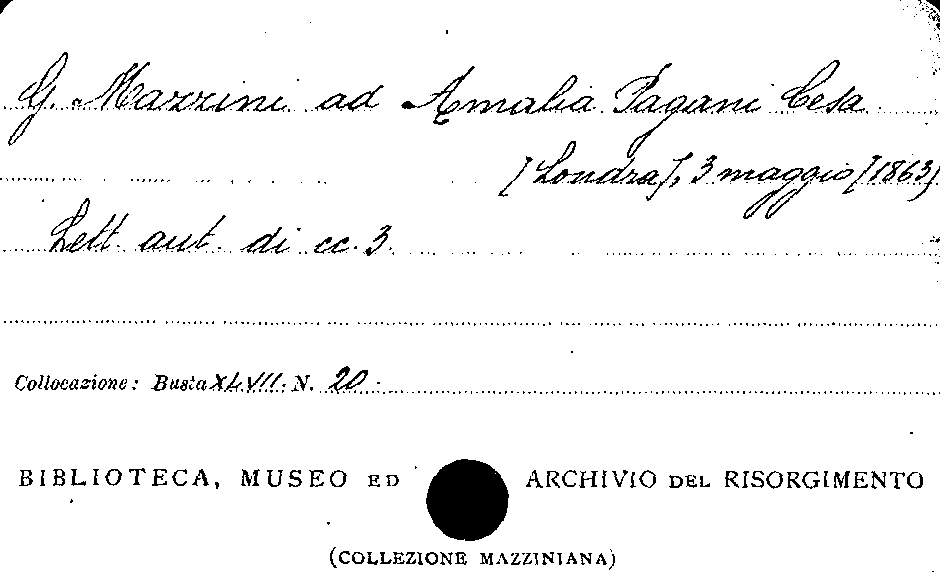 G. Mazzini ad Amalia Pagani Cesa
[Londra], 3 maggio [1863]
Lett. aut. di cc. 3.
Collocazione: Busta XLVII. N. 20.
BIBLIOTECA, MUSEO ED ARCHIVIO DEL RISORGIMENTO
(COLLEZIONE MAZZINIANA)